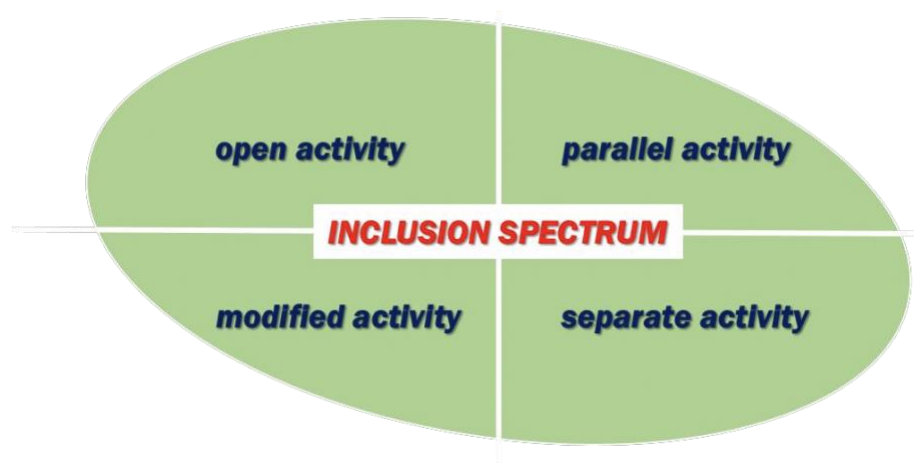 open activity
parallel activity
INCLUSION SPECTRUM
modified activity
separate activity